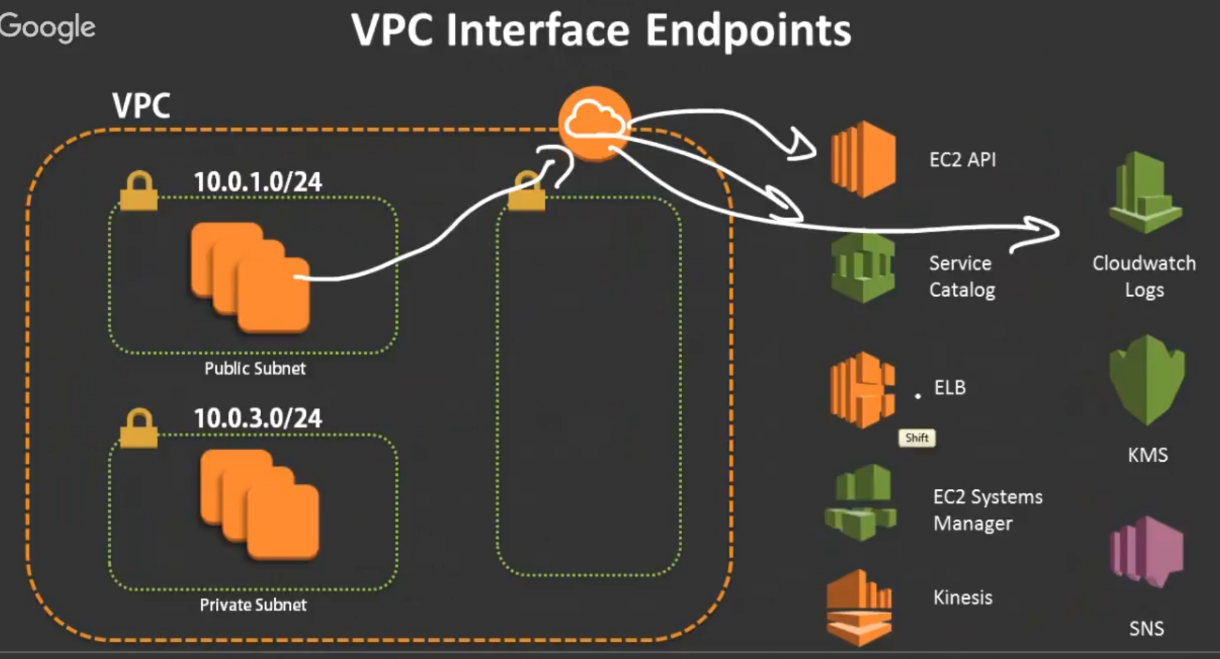 Google
VPC Interface Endpoints
VPC
10.0.1.0/24
Public Subnet
10.0.3.0/24
Private Subnet
EC2 API
Service
Catalog
ELB
Shift
EC2 Systems
Manager
Kinesis
Cloudwatch
Logs
KMS
SNS